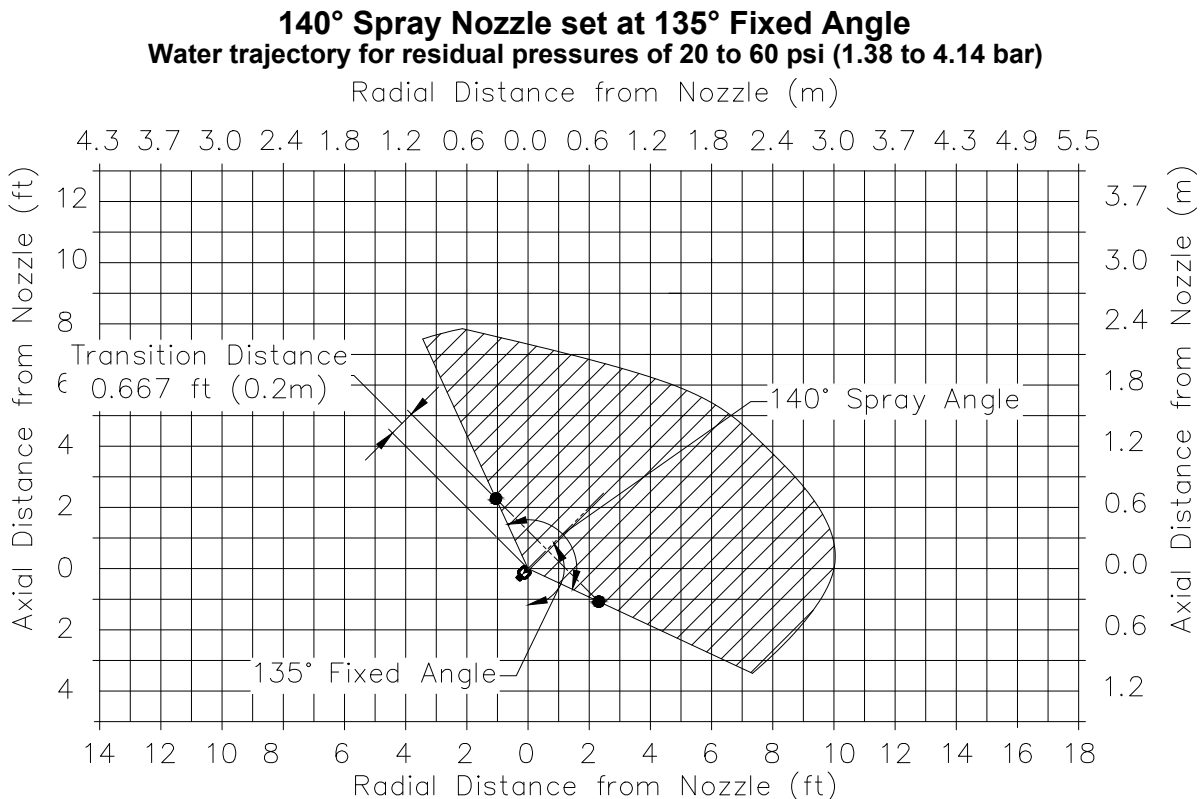 140° Spray Nozzle set at 135° Fixed Angle
Water trajectory for residual pressures of 20 to 60 psi (1.38 to 4.14 bar)
Radial Distance from Nozzle (m)
4.3 3.7 3.0 2.4 1.8 1.2 0.6 0.0 0.6 1.2 1.8 2.4 3.0 3.7 4.3 4.9 5.5
Axial Distance from Nozzle (ft)
12
10
8
6
4
2
0
2
4
Transition Distance
0.667 ft (0.2m)
140° Spray Angle
135° Fixed Angle
3.7
3.0
2.4
1.8
1.2
0.6
0.0
0.6
1.2
Axial Distance from Nozzle (m)
14 12 10 8 6 4 2 0 2 4 6 8 10 12 14 16 18
Radial Distance from Nozzle (ft)